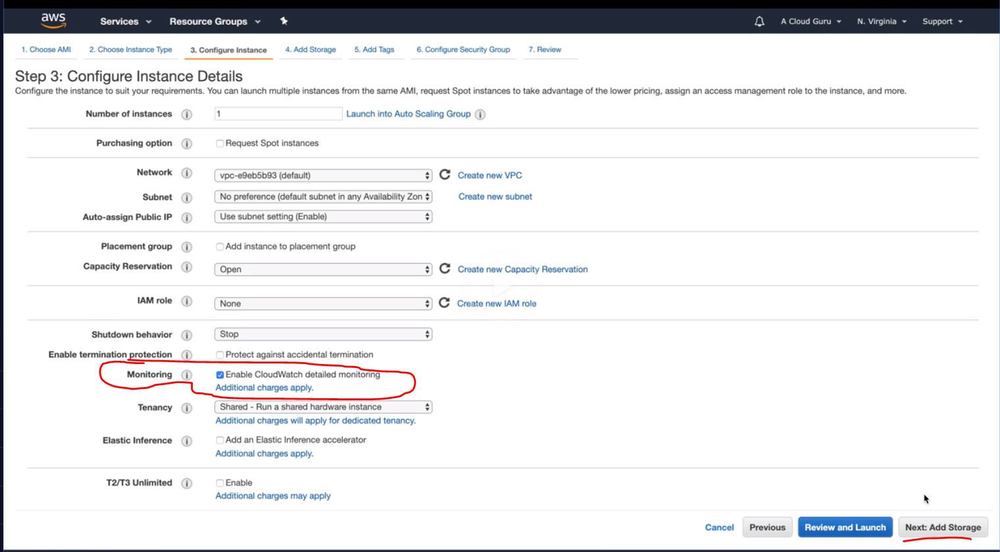 aws Services Resource Groups A Cloud Guru N. Virginia Support
1. Choose AMI 2. Choose Instance Type 3. Configure Instance 4. Add Storage 5. Add Tags 6. Configure Security Group 7. Review
Step 3: Configure Instance Details
Configure the instance to suit your requirements. You can launch multiple instances from the same AMI, request Spot instances to take advantage of the lower pricing, assign an access management role to the instance, and more.
Number of instances i 1 Launch into Auto Scaling Group i
Purchasing option i Request Spot instances
Network i vpc-e9eb5b93 (default) Create new VPC
Subnet i No preference (default subnet in any Availability Zon Create new subnet
Auto-assign Public IP i Use subnet setting (Enable)
Placement group i Add instance to placement group
Capacity Reservation i Open Create new Capacity Reservation
IAM role i None Create new IAM role
Shutdown behavior i Stop
Enable termination protection i Protect against accidental termination
Monitoring i Enable CloudWatch detailed monitoring
Additional charges apply.
Tenancy i Shared - Run a shared hardware instance
Additional charges will apply for dedicated tenancy.
Elastic Inference i Add an Elastic Inference accelerator
Additional charges apply.
T2/T3 Unlimited i Enable
Additional charges may apply
Cancel Previous Review and Launch Next: Add Storage